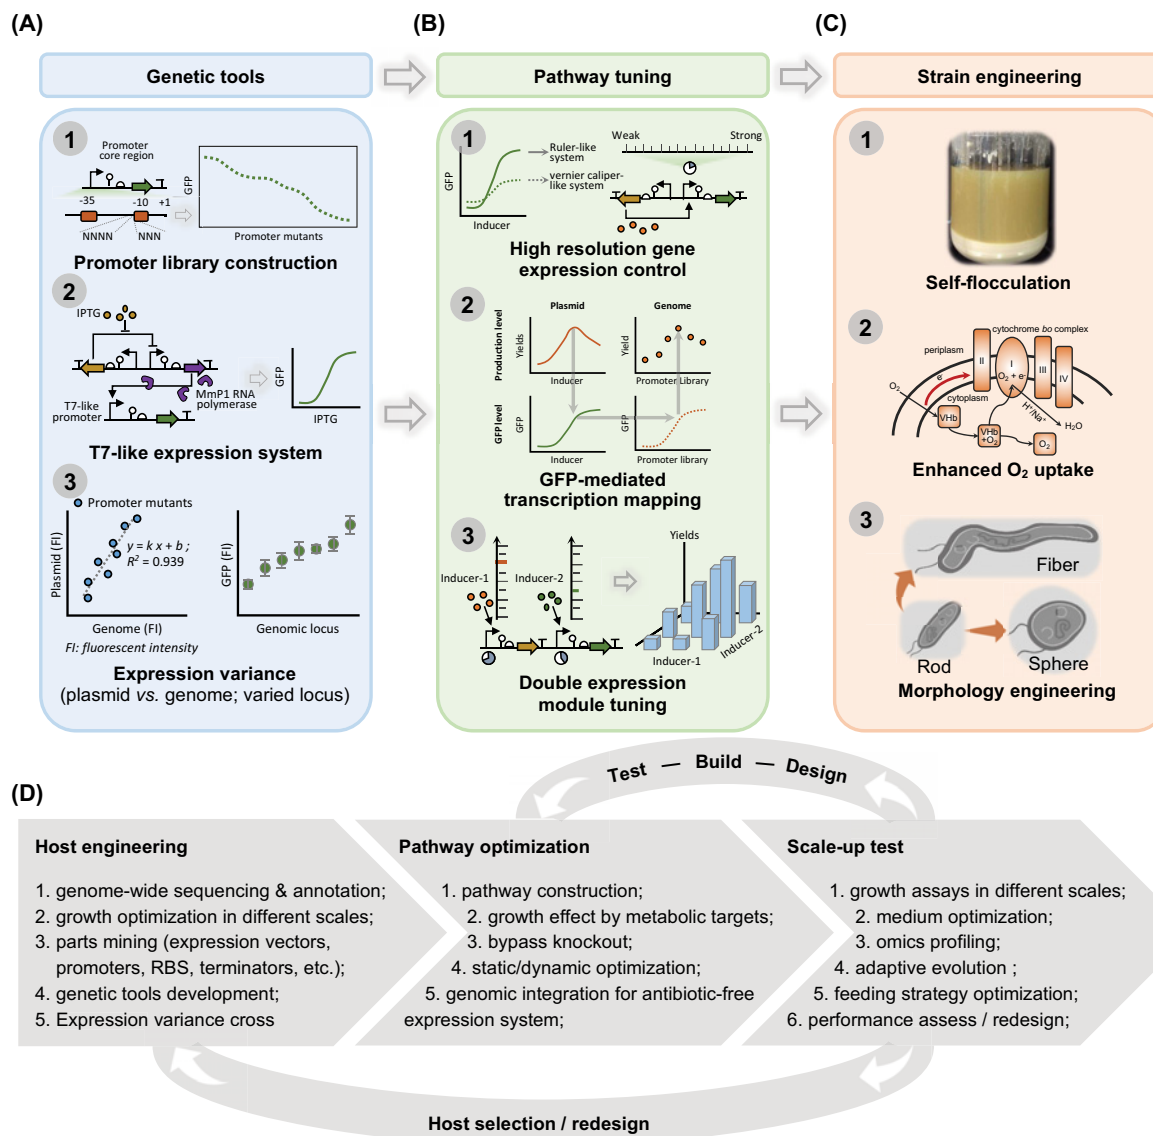 (A)
Genetic tools
1
Promoter
core region
-35
-10
+1
NNNN
NNN
GFP
Promoter mutants
Promoter library construction
2
IPTG
MmP1 RNA
polymerase
T7-like
promoter
GFP
IPTG
T7-like expression system
3
Promoter mutants
y = k x + b ;
R² = 0.939
Plasmid (FI)
Genome (FI)
GFP (FI)
Genomic locus
FI: fluorescent intensity
Expression variance
(plasmid vs. genome; varied locus)
(B)
Pathway tuning
1
GFP
Inducer
Ruler-like
system
vernier caliper-
like system
Weak
Strong
High resolution gene
expression control
2
Plasmid
Genome
Production level
Yields
Inducer
Yield
Promoter Library
GFP level
GFP
Inducer
GFP
Promoter library
GFP-mediated
transcription mapping
3
Inducer-1
Inducer-2
Yields
Inducer-1
Inducer-2
Double expression
module tuning
(C)
Strain engineering
1
Self-flocculation
2
cytochrome bo complex
periplasm
II
I
O₂ + e⁻
III
IV
e⁻
O₂
cytoplasm
VHb
VHb
+O₂
H⁺/Na⁺
H₂O
O₂
Enhanced O₂ uptake
3
Fiber
Rod
Sphere
Morphology engineering
(D)
Test — Build — Design
Host engineering
1. genome-wide sequencing & annotation;
2. growth optimization in different scales;
3. parts mining (expression vectors,
promoters, RBS, terminators, etc.);
4. genetic tools development;
5. Expression variance cross
Pathway optimization
1. pathway construction;
2. growth effect by metabolic targets;
3. bypass knockout;
4. static/dynamic optimization;
5. genomic integration for antibiotic-free
expression system;
Scale-up test
1. growth assays in different scales;
2. medium optimization;
3. omics profiling;
4. adaptive evolution ;
5. feeding strategy optimization;
6. performance assess / redesign;
Host selection / redesign